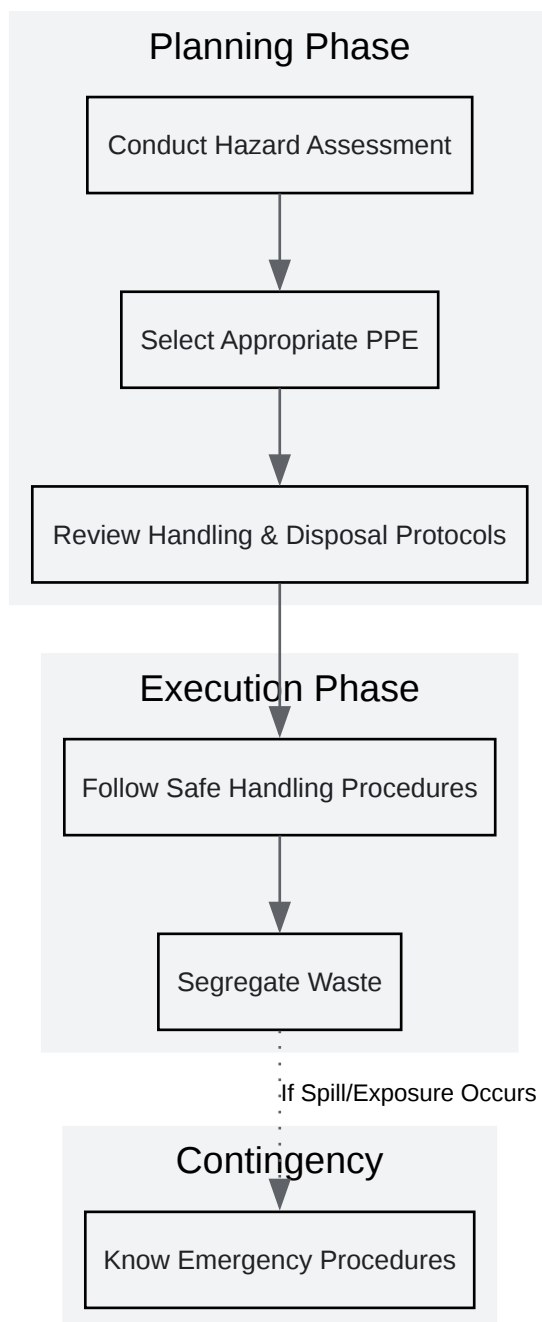 Planning Phase
Conduct Hazard Assessment
Select Appropriate PPE
Review Handling & Disposal Protocols
Execution Phase
Follow Safe Handling Procedures
Segregate Waste
If Spill/Exposure Occurs
Contingency
Know Emergency Procedures